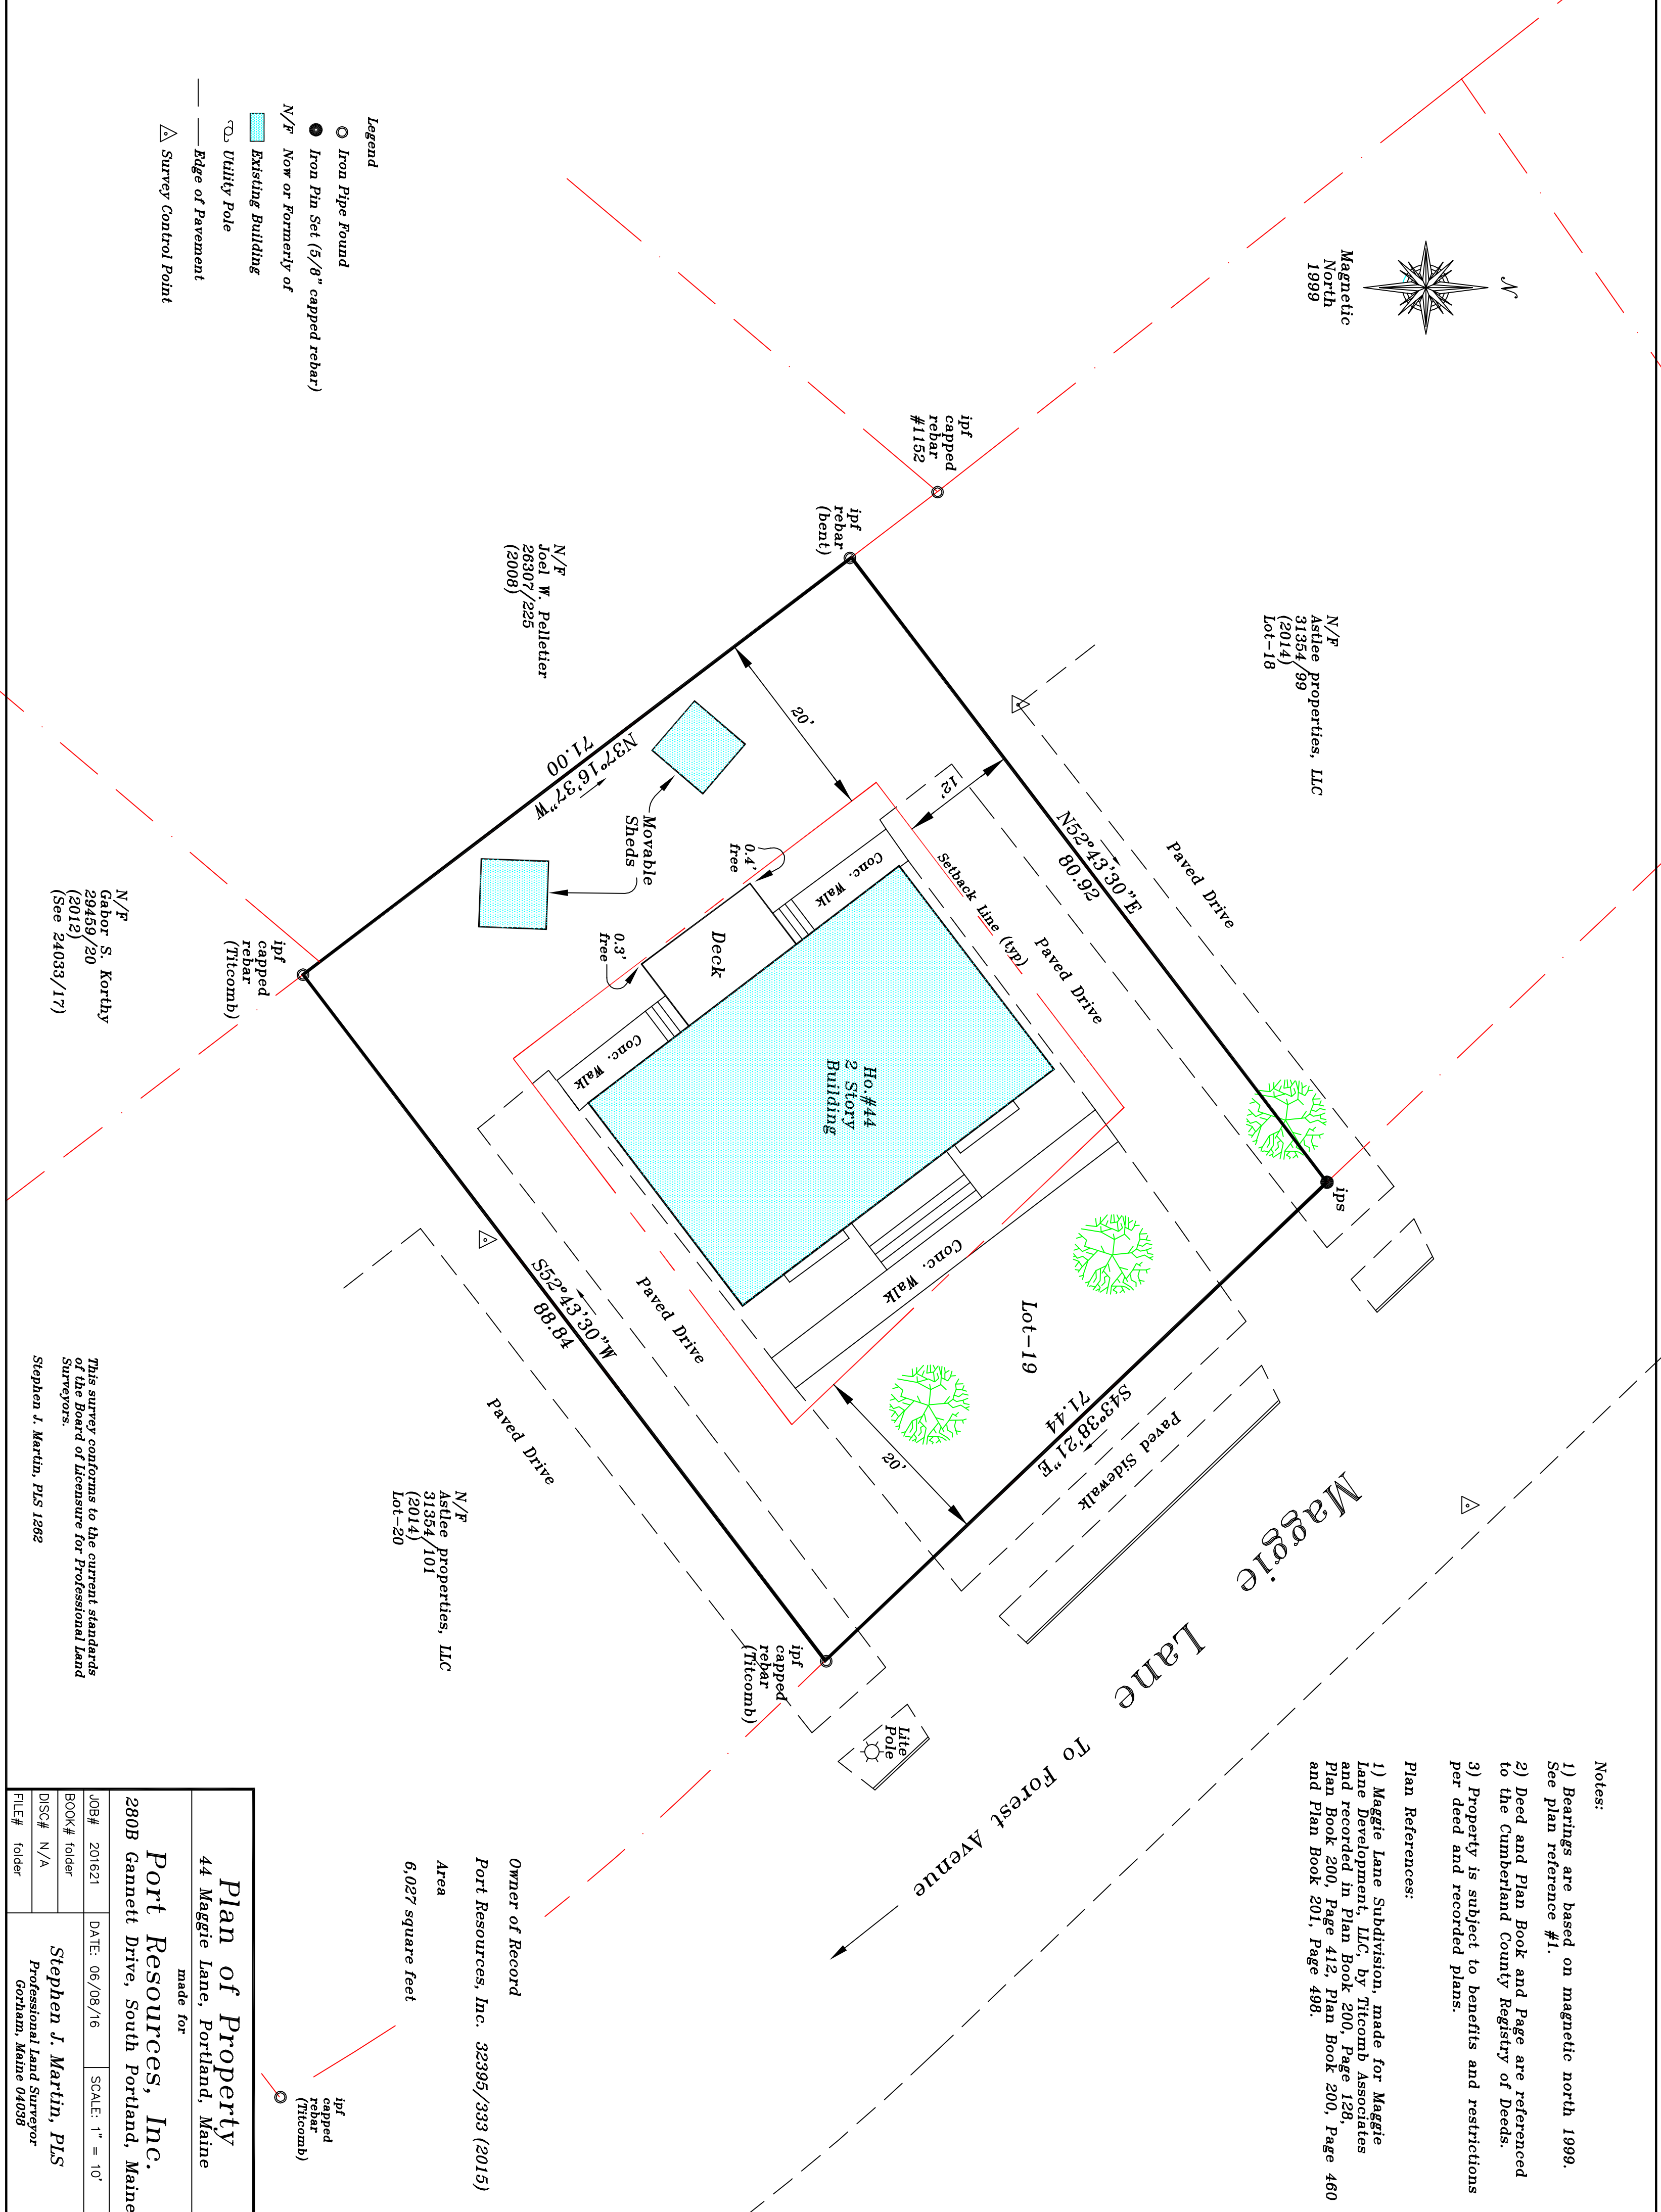 Notes:
1) Bearings are based on magnetic north 1999.
See plan reference #1.
2) Deed and Plan Book and Page are referenced
to the Cumberland County Registry of Deeds.
3) Property is subject to benefits and restrictions
per deed and recorded plans.
Plan References:
1) Maggie Lane Subdivision, made for Maggie
Lane Development, LLC, by Titcomb Associates
and recorded in Plan Book 200, Page 128,
Plan Book 200, Page 412, Plan Book 200, Page 460
and Plan Book 201, Page 498.
N
Magnetic
North
1999
N/F
Astlee properties, LLC
31354/99
(2014)
Lot-18
Paved Drive
ips
Maggie Lane
To Forest Avenue
ipf
capped
rebar
#1152
ipf
rebar
(bent)
N52°43'30"E
80.92
12'
Setback Line (typ)
Paved Drive
20'
Conc. Walk
0.4'
free
Deck
0.3'
free
Conc. Walk
Ho.#44
2 Story
Building
Conc. Walk
Lot-19
S43°38'21"E
71.44
Paved Sidewalk
20'
Lite
Pole
N/F
Joel W. Pelletier
26307/225
(2008)
N37°16'37"W
71.00
Movable
Sheds
Paved Drive
S52°43'30"W
88.84
Paved Drive
ipf
capped
rebar
(Titcomb)
N/F
Astlee properties, LLC
31354/101
(2014)
Lot-20
ipf
capped
rebar
(Titcomb)
N/F
Gabor S. Korthy
29459/20
(2012)
(See 24033/17)
Legend
Iron Pipe Found
Iron Pin Set (5/8" capped rebar)
N/F Now or Formerly of
Existing Building
Utility Pole
Edge of Pavement
Survey Control Point
This survey conforms to the current standards
of the Board of Licensure for Professional Land
Surveyors.
Stephen J. Martin, PLS 1262
Owner of Record
Port Resources, Inc. 32395/333 (2015)
Area
6,027 square feet
ipf
capped
rebar
(Titcomb)
Plan of Property
44 Maggie Lane, Portland, Maine
made for
Port Resources, Inc.
280B Gannett Drive, South Portland, Maine
JOB# 201621
DATE: 06/08/16
SCALE: 1" = 10'
BOOK# folder
DISC# N/A
FILE# folder
Stephen J. Martin, PLS
Professional Land Surveyor
Gorham, Maine 04038